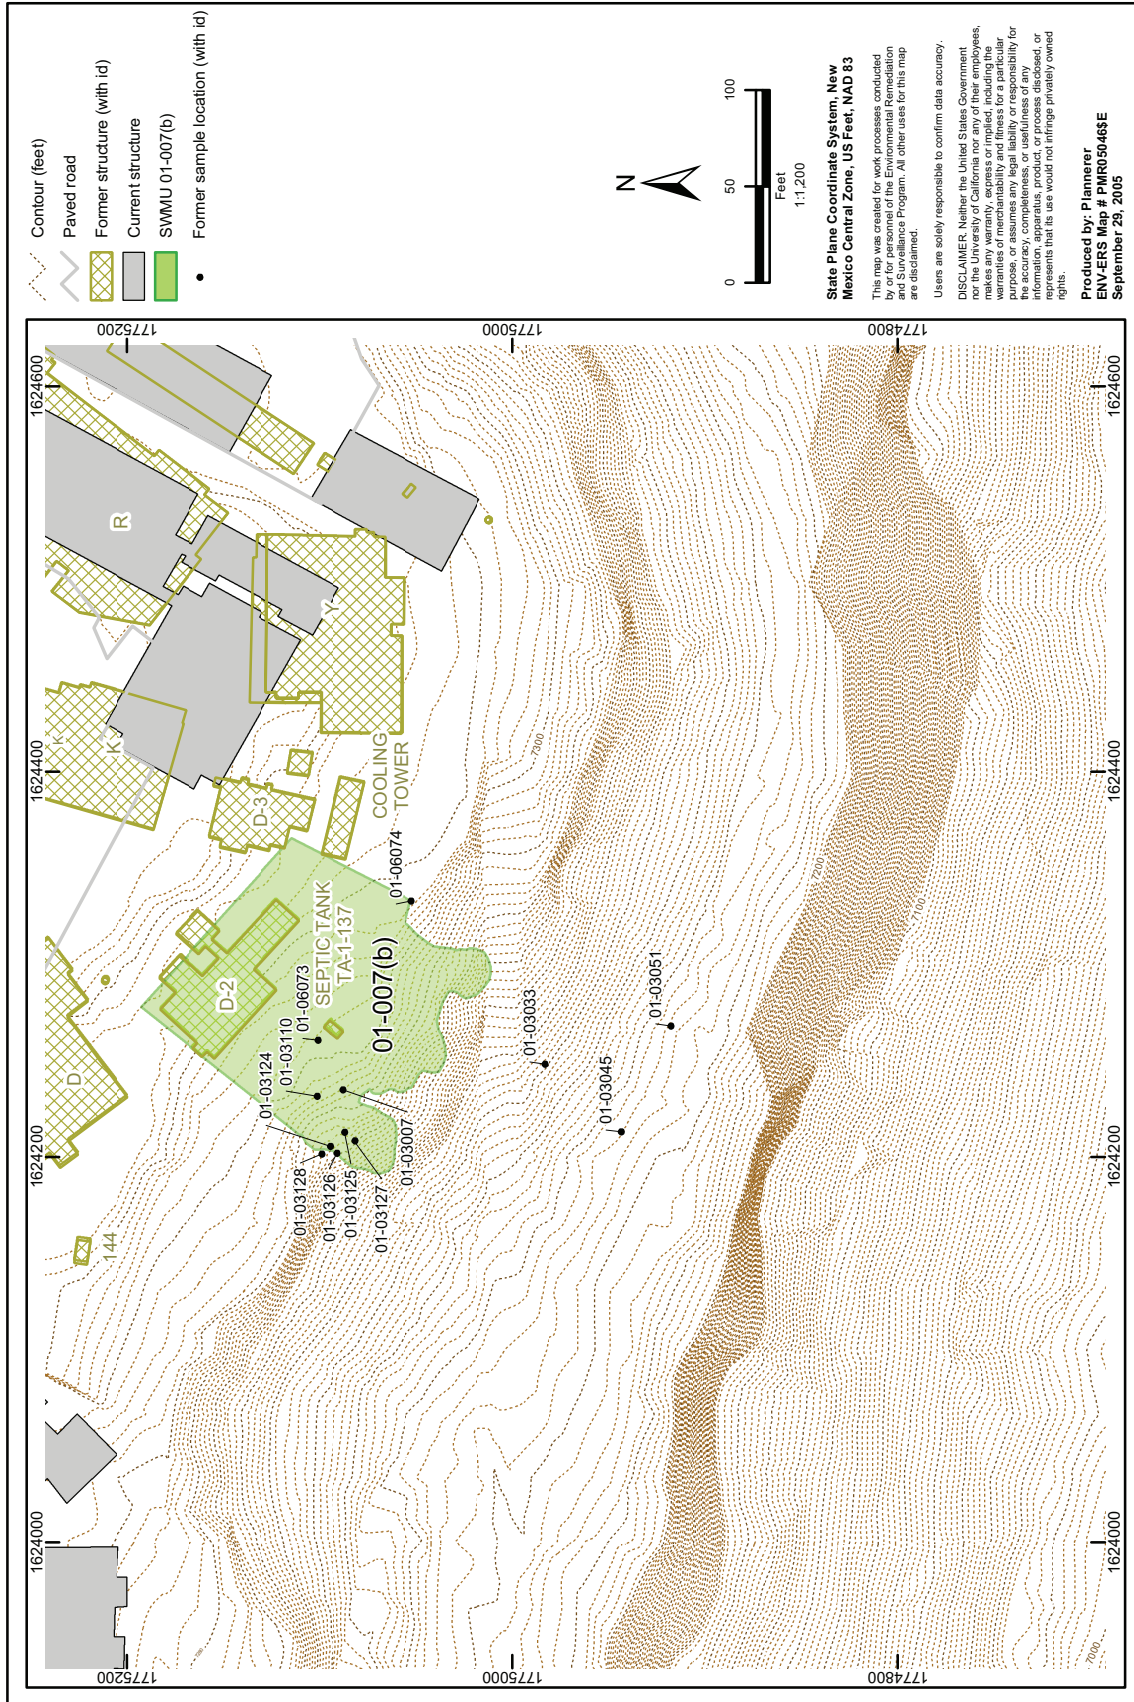 Contour (feet)
Paved road
Former structure (with id)
Current structure
SWMU 01-007(b)
Former sample location (with id)
N
0
50
100
Feet
1:1,200
State Plane Coordinate System, New
Mexico Central Zone, US Feet, NAD 83
This map was created for work processes conducted
by or for personnel of the Environmental Remediation
and Surveillance Program. All other uses for this map
are disclaimed.
Users are solely responsible to confirm data accuracy.
DISCLAIMER. Neither the United States Government
nor the University of California nor any of their employees,
makes any warranty, express or implied, including the
warranties of merchantability and fitness for a particular
purpose, or assumes any legal liability or responsibility for
the accuracy, completeness, or usefulness of any
information, apparatus, product, or process disclosed, or
represents that its use would not infringe privately owned
rights.
Produced by: Plannerer
ENV-ERS Map # PMR05046$E
September 29, 2005
1624000
1624200
1624400
1624600
1775200
1775200
1775000
1775000
1774800
1774800
1624000
1624200
1624400
1624600
144
D
D-2
D-3
K
K
R
Y
COOLING
TOWER
SEPTIC TANK
TA-1-137
01-007(b)
01-03128
01-03126
01-03125
01-03127
01-03124
01-03110
01-06073
01-03007
01-06074
01-03033
01-03045
01-03051
7300
7200
7100
7000